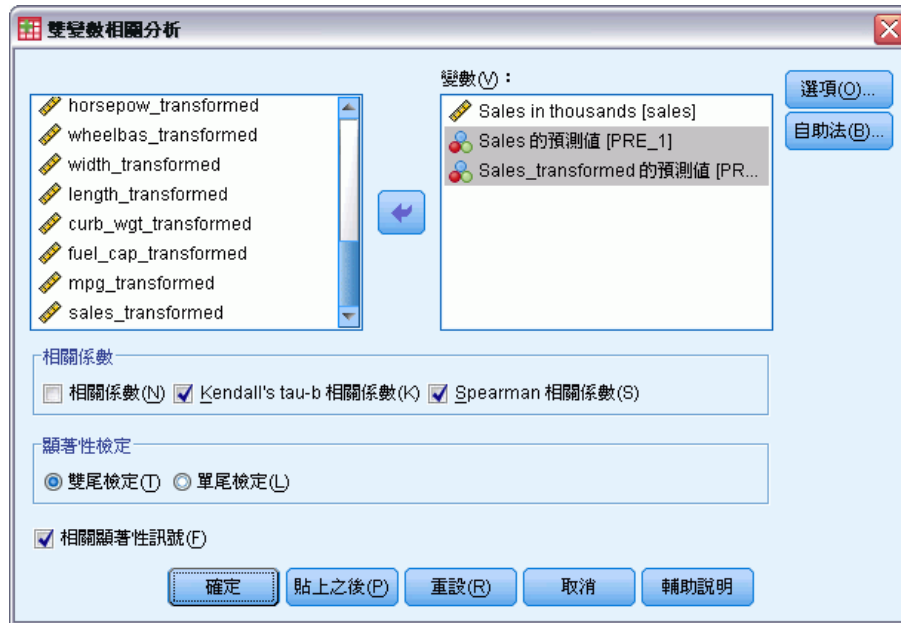 雙變數相關分析
變數(V)：
horsepow_transformed
wheelbas_transformed
width_transformed
length_transformed
curb_wgt_transformed
fuel_cap_transformed
mpg_transformed
sales_transformed
Sales in thousands [sales]
Sales 的預測值 [PRE_1]
Sales_transformed 的預測值 [PR...
選項(O)...
自助法(B)...
相關係數
相關係數(N) Kendall's tau-b 相關係數(K) Spearman 相關係數(S)
顯著性檢定
雙尾檢定(T) 單尾檢定(L)
相關顯著性訊號(F)
確定 貼上之後(P) 重設(R) 取消 輔助說明